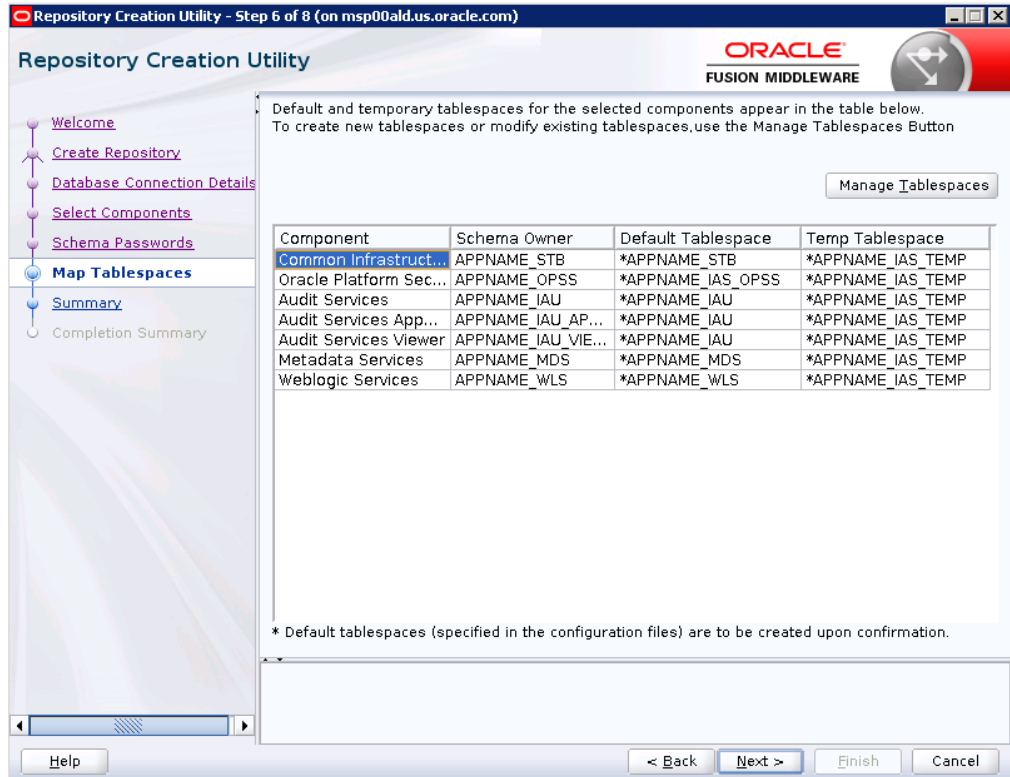 Repository Creation Utility - Step 6 of 8 (on msp00ald.us.oracle.com)
Repository Creation Utility
ORACLE
FUSION MIDDLEWARE
Welcome
Create Repository
Database Connection Details
Select Components
Schema Passwords
Map Tablespaces
Summary
Completion Summary
Default and temporary tablespaces for the selected components appear in the table below.
To create new tablespaces or modify existing tablespaces,use the Manage Tablespaces Button
Manage Tablespaces
Component Schema Owner Default Tablespace Temp Tablespace
Common Infrastruct... APPNAME_STB *APPNAME_STB *APPNAME_IAS_TEMP
Oracle Platform Sec... APPNAME_OPSS *APPNAME_IAS_OPSS *APPNAME_IAS_TEMP
Audit Services APPNAME_IAU *APPNAME_IAU *APPNAME_IAS_TEMP
Audit Services App... APPNAME_IAU_AP... *APPNAME_IAU *APPNAME_IAS_TEMP
Audit Services Viewer APPNAME_IAU_VIE... *APPNAME_IAU *APPNAME_IAS_TEMP
Metadata Services APPNAME_MDS *APPNAME_MDS *APPNAME_IAS_TEMP
Weblogic Services APPNAME_WLS *APPNAME_WLS *APPNAME_IAS_TEMP
* Default tablespaces (specified in the configuration files) are to be created upon confirmation.
Help < Back Next > Finish Cancel